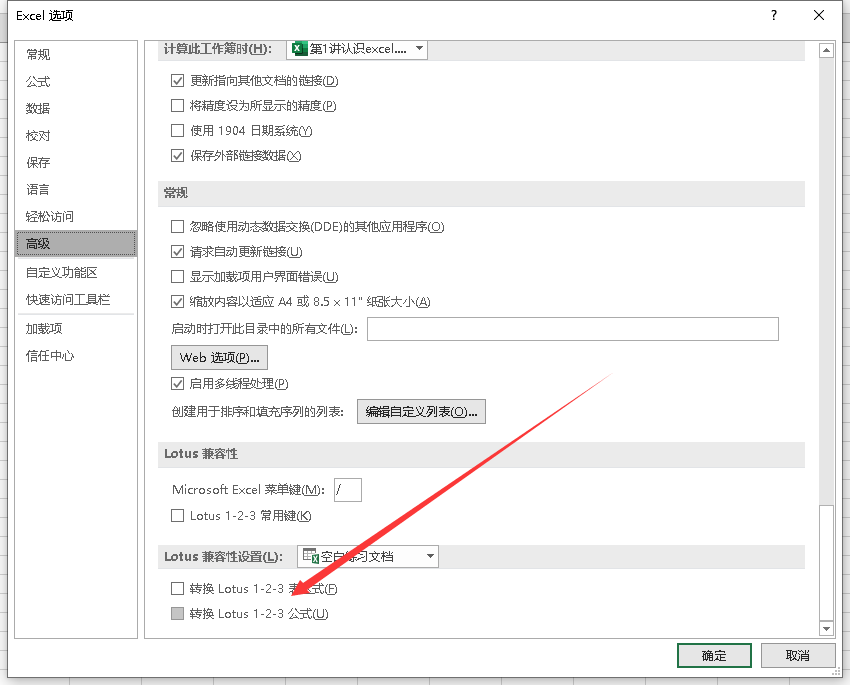 Excel 选项
?
常规
公式
数据
校对
保存
语言
轻松访问
高级
自定义功能区
快速访问工具栏
加载项
信任中心
计算此工作簿时(H):
第1讲认识excel....
更新指向其他文档的链接(D)
将精度设为所显示的精度(P)
使用 1904 日期系统(Y)
保存外部链接数据(X)
常规
忽略使用动态数据交换(DDE)的其他应用程序(O)
请求自动更新链接(U)
显示加载项用户界面错误(U)
缩放内容以适应 A4 或 8.5 × 11" 纸张大小(A)
启动时打开此目录中的所有文件(L):
Web 选项(P)...
启用多线程处理(P)
创建用于排序和填充序列的列表:
编辑自定义列表(O)...
Lotus 兼容性
Microsoft Excel 菜单键(M):
/
Lotus 1-2-3 常用键(K)
Lotus 兼容性设置(L):
空白练习文档
转换 Lotus 1-2-3 表达式(F)
转换 Lotus 1-2-3 公式(U)
确定
取消